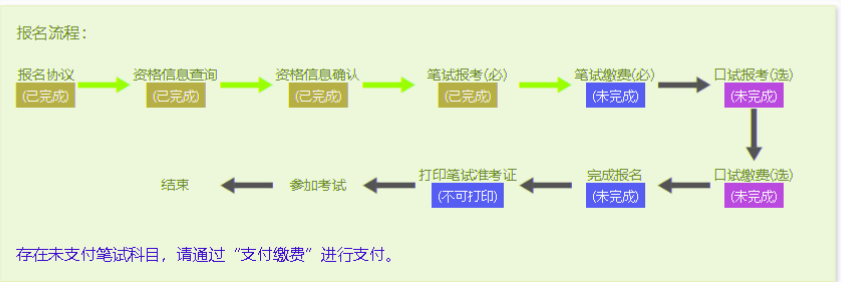 报名流程：
报名协议 资格信息查询 资格信息确认 笔试报考(必) 笔试缴费(必) 口试报考(选)
(已完成) (已完成) (已完成) (已完成) (未完成) (未完成)
结束 参加考试 打印笔试准考证 完成报名 口试缴费(选)
(不可打印) (未完成) (未完成)
存在未支付笔试科目，请通过“支付缴费”进行支付。